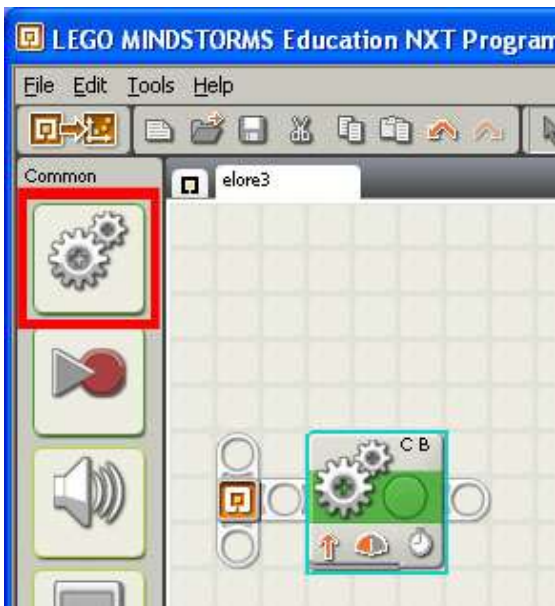 LEGO MINDSTORMS Education NXT Program
File Edit Tools Help
Common
elore3
C B